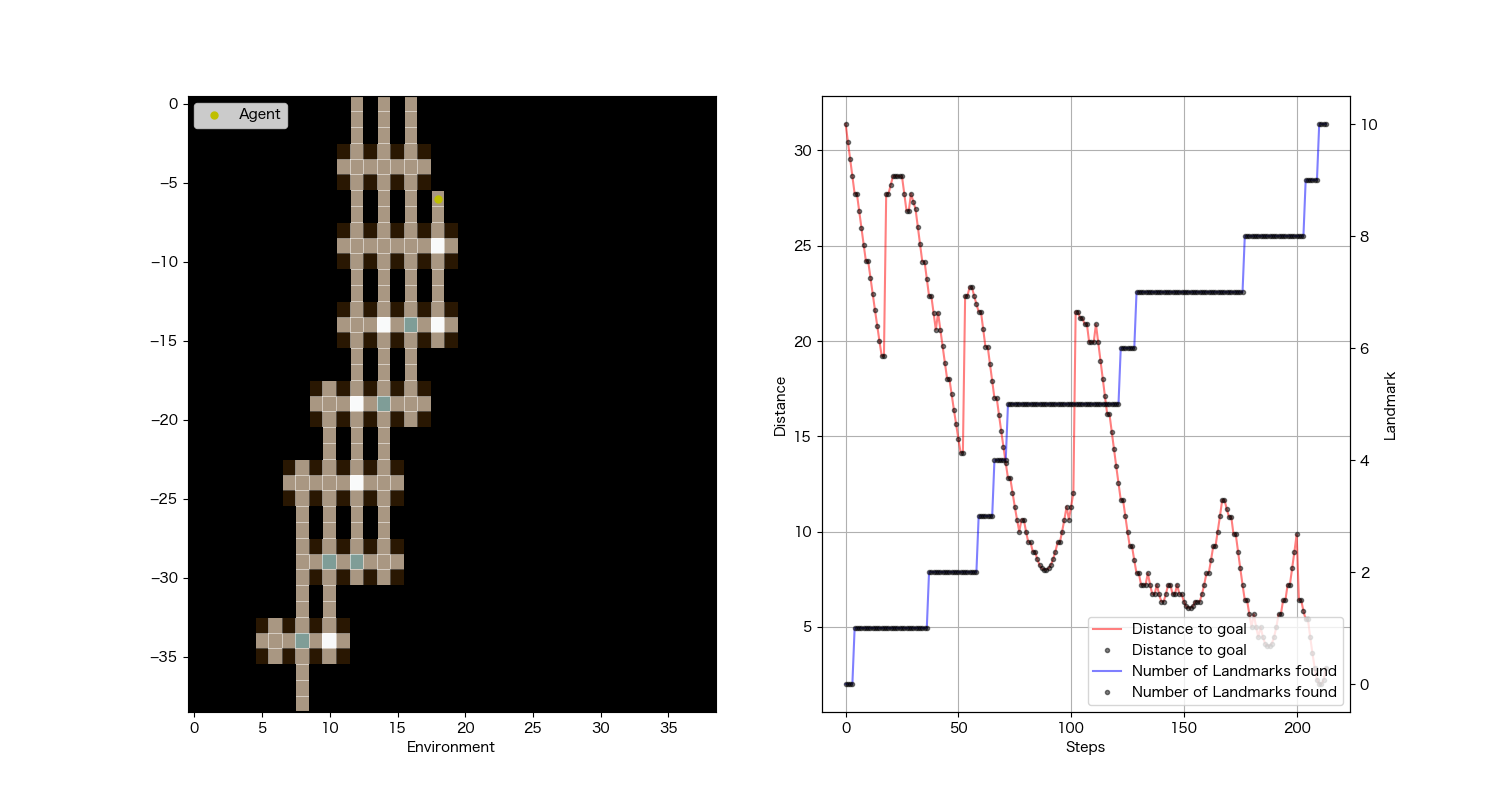 Agent
0
−5
−10
−15
−20
−25
−30
−35
0 5 10 15 20 25 30 35
Environment
30
25
20
15
10
5
Distance
10
8
6
4
2
0
Landmark
Distance to goal
Distance to goal
Number of Landmarks found
Number of Landmarks found
0 50 100 150 200
Steps